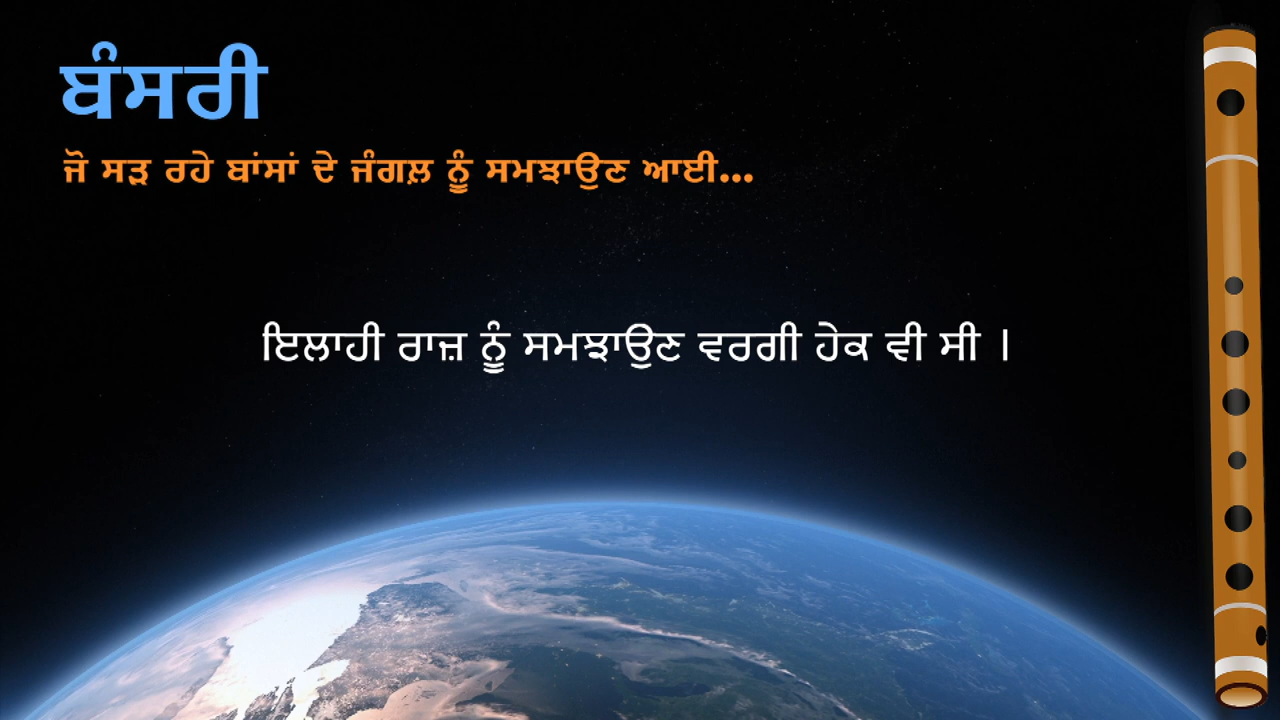 ਬੰਸਰੀ
ਜੋ ਸੜ ਰਹੇ ਬਾਂਸਾਂ ਦੇ ਜੰਗਲ਼ ਨੂੰ ਸਮਝਾਉਣ ਆਈ...
ਇਲਾਹੀ ਰਾਜ਼ ਨੂੰ ਸਮਝਾਉਣ ਵਰਗੀ ਹੇਕ ਵੀ ਸੀ ।